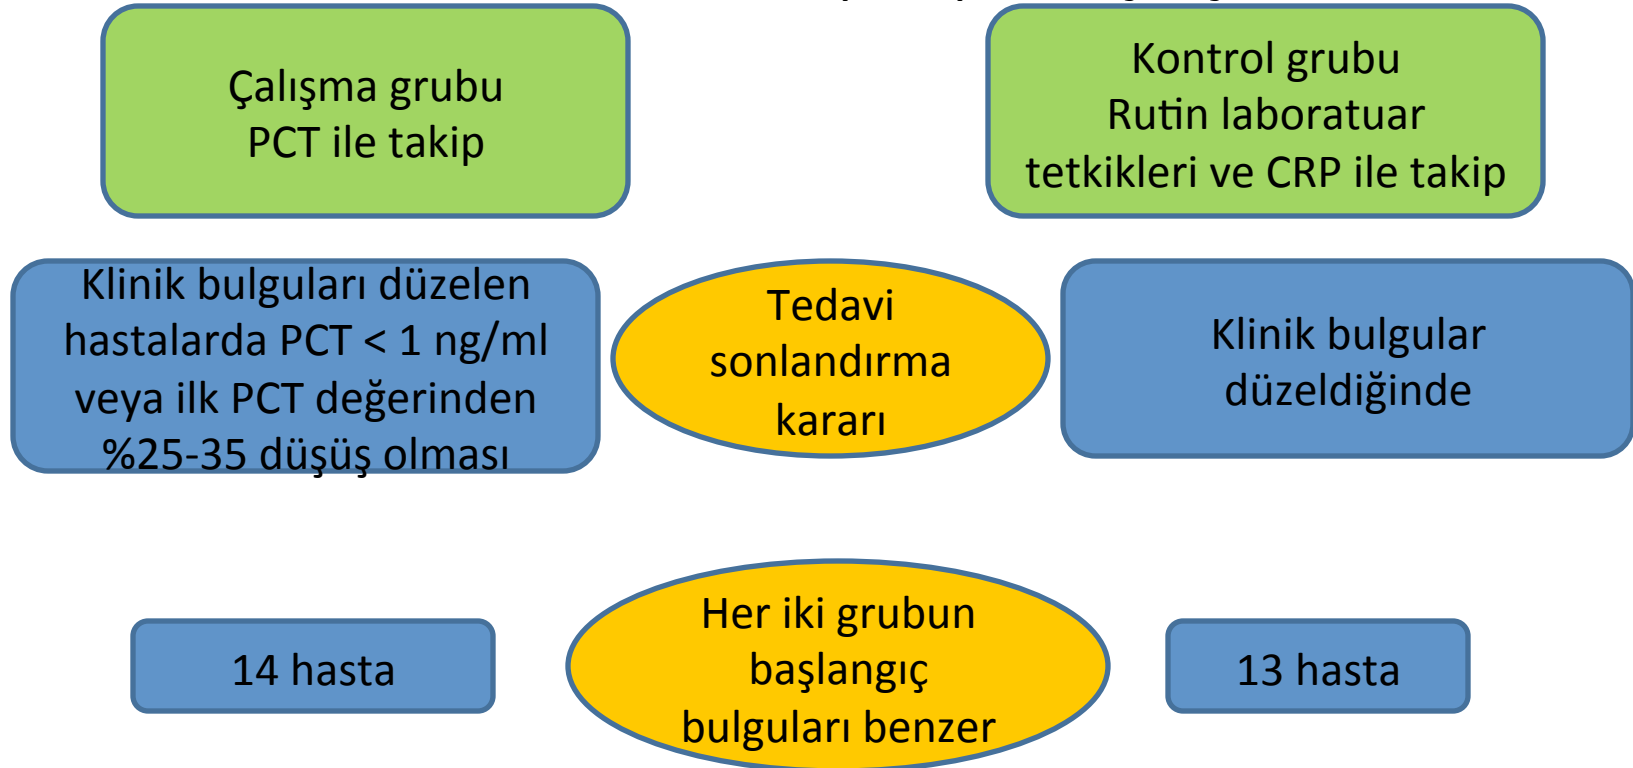 Çalışma grubu
PCT ile takip
Kontrol grubu
Rutin laboratuar
tetkikleri ve CRP ile takip
Klinik bulguları düzelen
hastalarda PCT < 1 ng/ml
veya ilk PCT değerinden
%25-35 düşüş olması
Tedavi
sonlandırma
kararı
Klinik bulgular
düzeldiğinde
14 hasta
Her iki grubun
başlangıç
bulguları benzer
13 hasta